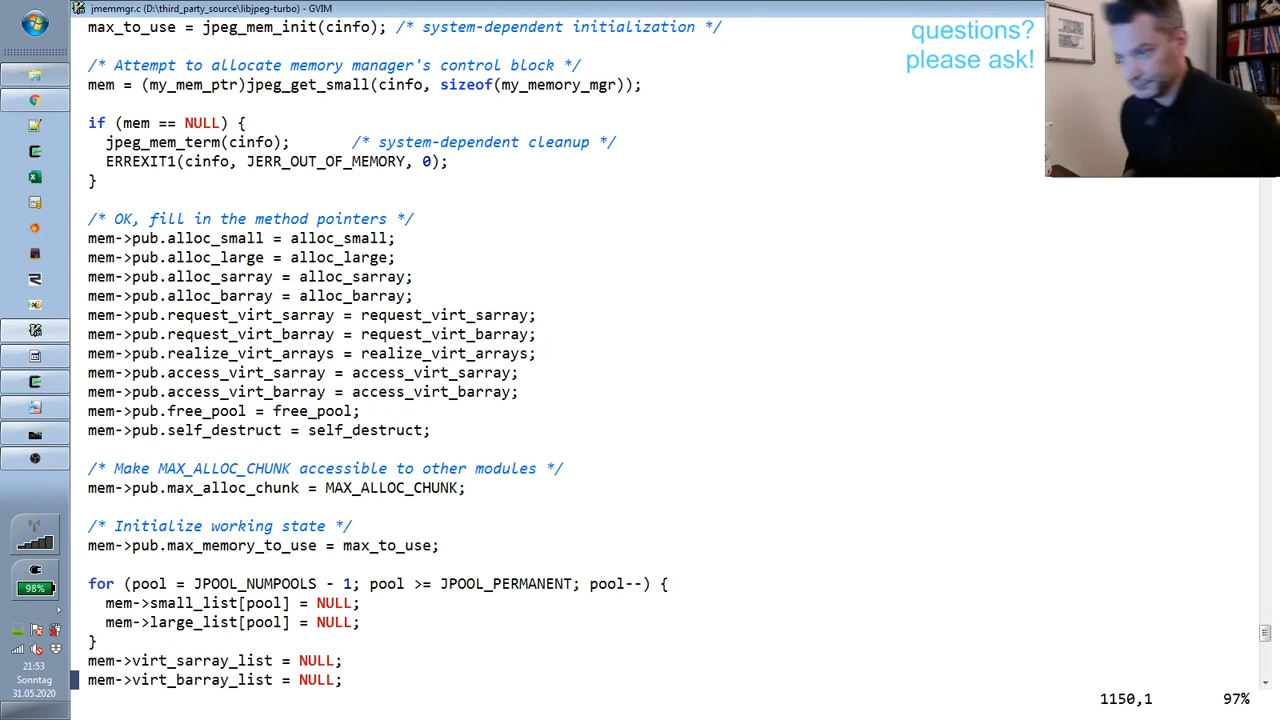 jmemmgr.c (D:\third_party_source\libjpeg-turbo) - GVIM
max_to_use = jpeg_mem_init(cinfo); /* system-dependent initialization */
/* Attempt to allocate memory manager's control block */
mem = (my_mem_ptr)jpeg_get_small(cinfo, sizeof(my_memory_mgr));
if (mem == NULL) {
jpeg_mem_term(cinfo); /* system-dependent cleanup */
ERREXIT1(cinfo, JERR_OUT_OF_MEMORY, 0);
}
/* OK, fill in the method pointers */
mem->pub.alloc_small = alloc_small;
mem->pub.alloc_large = alloc_large;
mem->pub.alloc_sarray = alloc_sarray;
mem->pub.alloc_barray = alloc_barray;
mem->pub.request_virt_sarray = request_virt_sarray;
mem->pub.request_virt_barray = request_virt_barray;
mem->pub.realize_virt_arrays = realize_virt_arrays;
mem->pub.access_virt_sarray = access_virt_sarray;
mem->pub.access_virt_barray = access_virt_barray;
mem->pub.free_pool = free_pool;
mem->pub.self_destruct = self_destruct;
/* Make MAX_ALLOC_CHUNK accessible to other modules */
mem->pub.max_alloc_chunk = MAX_ALLOC_CHUNK;
/* Initialize working state */
mem->pub.max_memory_to_use = max_to_use;
for (pool = JPOOL_NUMPOOLS - 1; pool >= JPOOL_PERMANENT; pool--) {
mem->small_list[pool] = NULL;
mem->large_list[pool] = NULL;
}
mem->virt_sarray_list = NULL;
mem->virt_barray_list = NULL;
1150,1 97%
questions?
please ask!
98%
21:53
Sonntag
31.05.2020